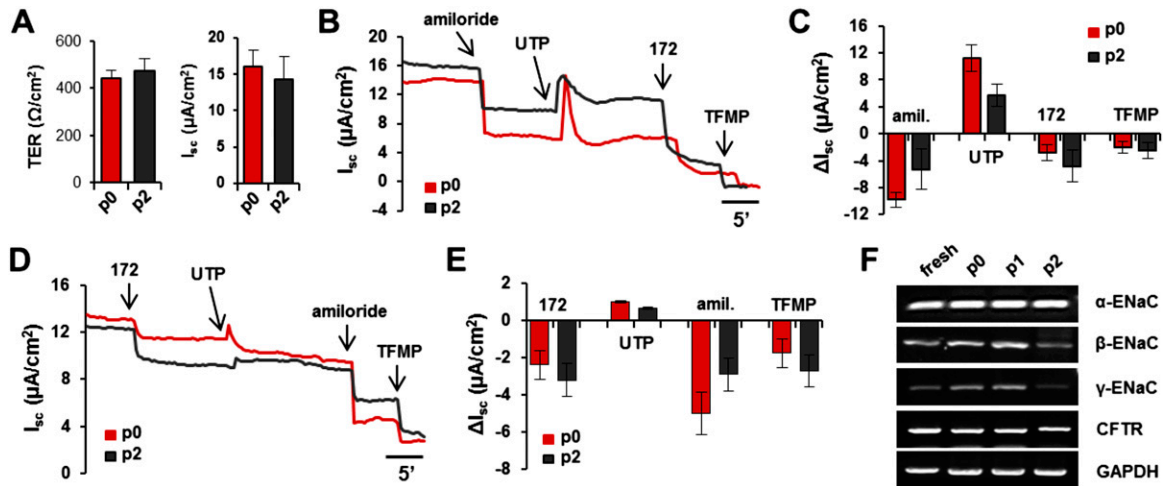 A
TER (Ω/cm²)
600
400
200
0
p0
p2
Isc (µA/cm²)
20
15
10
5
0
p0
p2
B
Isc (µA/cm²)
20
16
12
8
4
0
-4
amiloride
UTP
172
TFMP
p0
p2
5'
C
ΔIsc (µA/cm²)
16
12
8
4
0
-4
-8
-12
p0
p2
amil.
UTP
172
TFMP
D
Isc (µA/cm²)
16
12
8
4
0
172
UTP
amiloride
TFMP
p0
p2
5'
E
ΔIsc (µA/cm²)
2
0
-2
-4
-6
-8
172
UTP
amil.
TFMP
p0
p2
F
fresh p0 p1 p2
α-ENaC
β-ENaC
γ-ENaC
CFTR
GAPDH